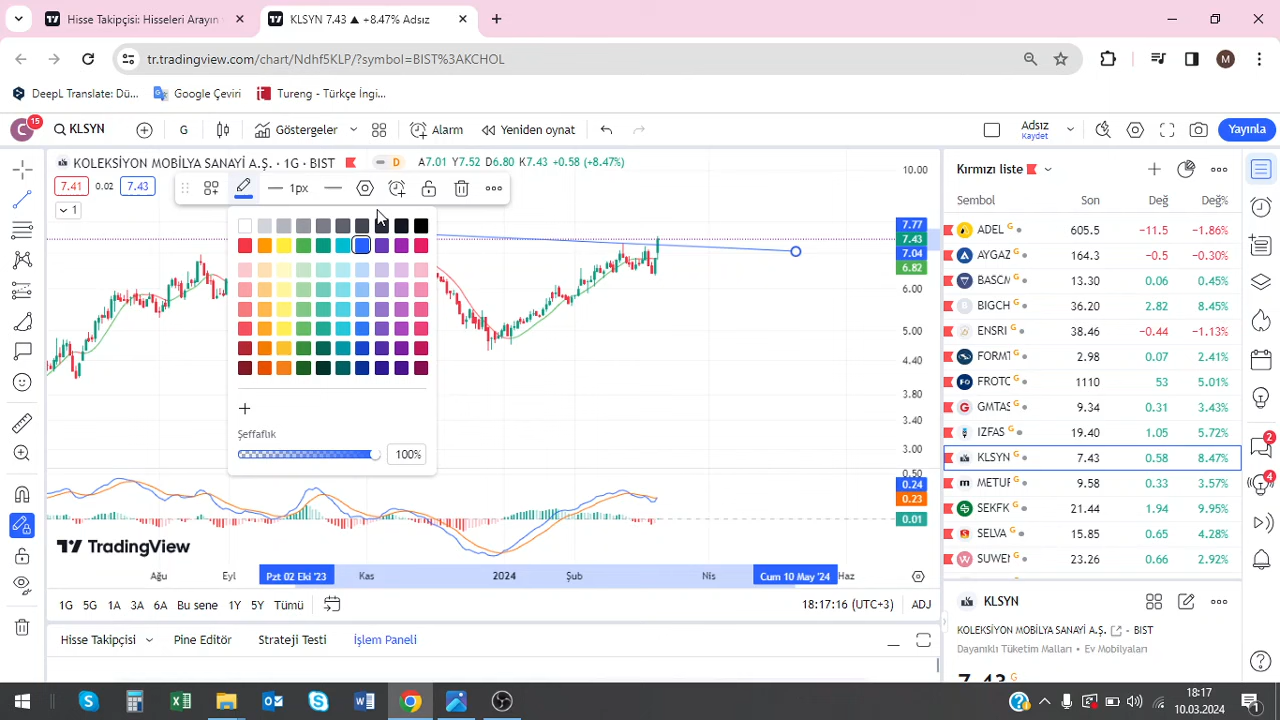 Hisse Takipçisi: Hisseleri Arayın
KLSYN 7.43 ▲ +8.47% Adsız
tr.tradingview.com/chart/Ndhf5KLP/?symbol=BIST%3AKCHOL
M
DeepL Translate: Dü...
Google Çeviri
Tureng - Türkçe İngi...
C
15
KLSYN
G
Göstergeler
Alarm
Yeniden oynat
Adsız
Kaydet
Yayınla
KOLEKSİYON MOBİLYA SANAYİ A.Ş. · 1G · BIST
D
A7.01 Y7.52 D6.80 K7.43 +0.58 (+8.47%)
7.41
0.02
7.43
1px
1
Şeffaflık
100%
10.00
7.77
7.43
7.04
6.82
6.00
5.00
4.40
3.80
3.40
3.00
0.50
0.24
0.23
0.01
TradingView
Ağu
Eyl
Pzt 02 Eki '23
Kas
2024
Şub
Nis
Cum 10 May '24
Haz
1G 5G 1A 3A 6A Bu sene 1Y 5Y Tümü
18:17:16 (UTC+3)
ADJ
Hisse Takipçisi
Pine Editör
Strateji Testi
İşlem Paneli
Kırmızı liste
Sembol Son Değ Değ%
ADEL G 605.5 -11.5 -1.86%
AYGAZ G 164.3 -0.5 -0.30%
BASCM G 13.30 0.06 0.45%
BIGCH G 36.20 2.82 8.45%
ENSRI G 38.46 -0.44 -1.13%
FORMT G 2.98 0.07 2.41%
FROTC G 1110 53 5.01%
GMTAS G 9.34 0.31 3.43%
IZFAS G 19.40 1.05 5.72%
KLSYN G 7.43 0.58 8.47%
METUR G 9.58 0.33 3.57%
SEKFK G 21.44 1.94 9.95%
SELVA G 15.85 0.65 4.28%
SUWEN G 23.26 0.66 2.92%
2
4
KLSYN
KOLEKSİYON MOBİLYA SANAYİ A.Ş. • BIST
Dayanıklı Tüketim Malları • Ev Mobilyaları
7.43 G
18:17
10.03.2024
1